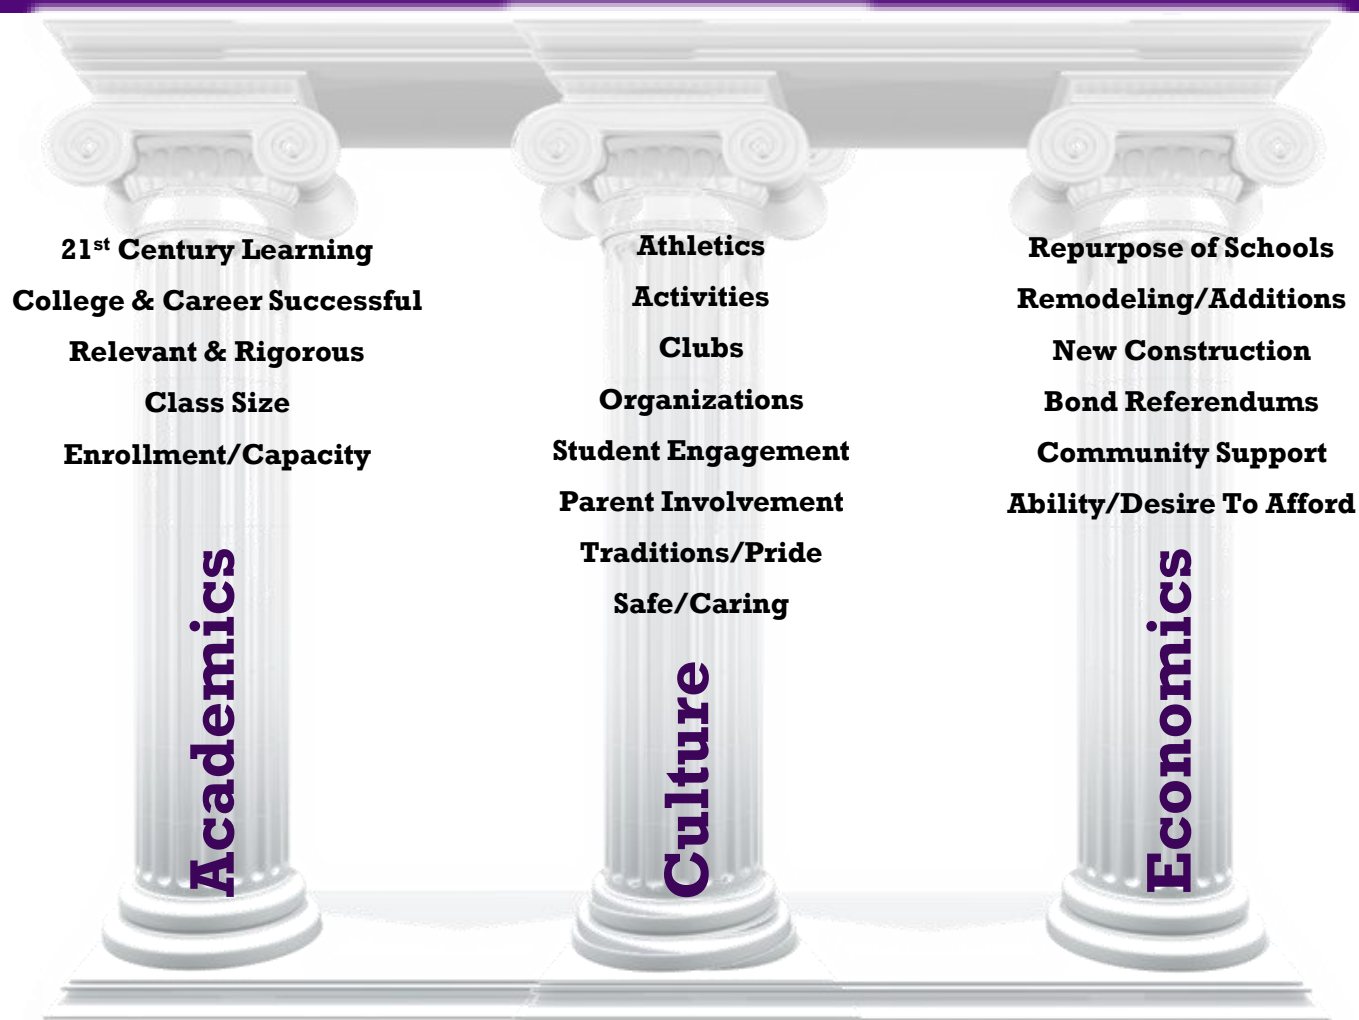 21st Century Learning
College & Career Successful
Relevant & Rigorous
Class Size
Enrollment/Capacity
Academics
Athletics
Activities
Clubs
Organizations
Student Engagement
Parent Involvement
Traditions/Pride
Safe/Caring
Culture
Repurpose of Schools
Remodeling/Additions
New Construction
Bond Referendums
Community Support
Ability/Desire To Afford
Economics